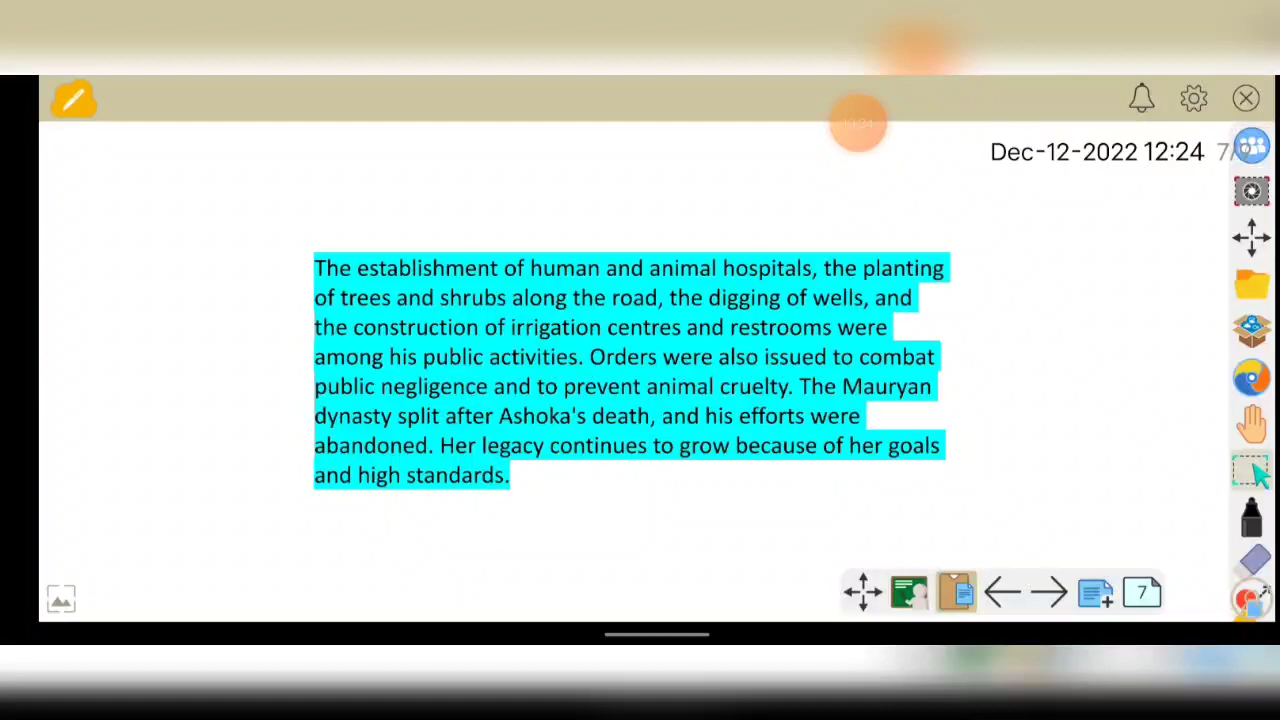 Dec-12-2022 12:24
The establishment of human and animal hospitals, the planting
of trees and shrubs along the road, the digging of wells, and
the construction of irrigation centres and restrooms were
among his public activities. Orders were also issued to combat
public negligence and to prevent animal cruelty. The Mauryan
dynasty split after Ashoka's death, and his efforts were
abandoned. Her legacy continues to grow because of her goals
and high standards.
7